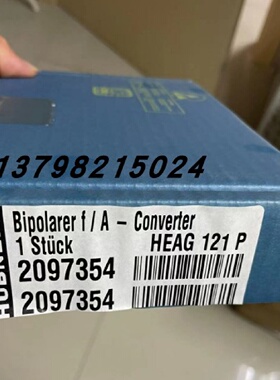 13798215024
Bipolarer f / A - Converter
1 Stück
HEAG 121 P
2097354
2097354